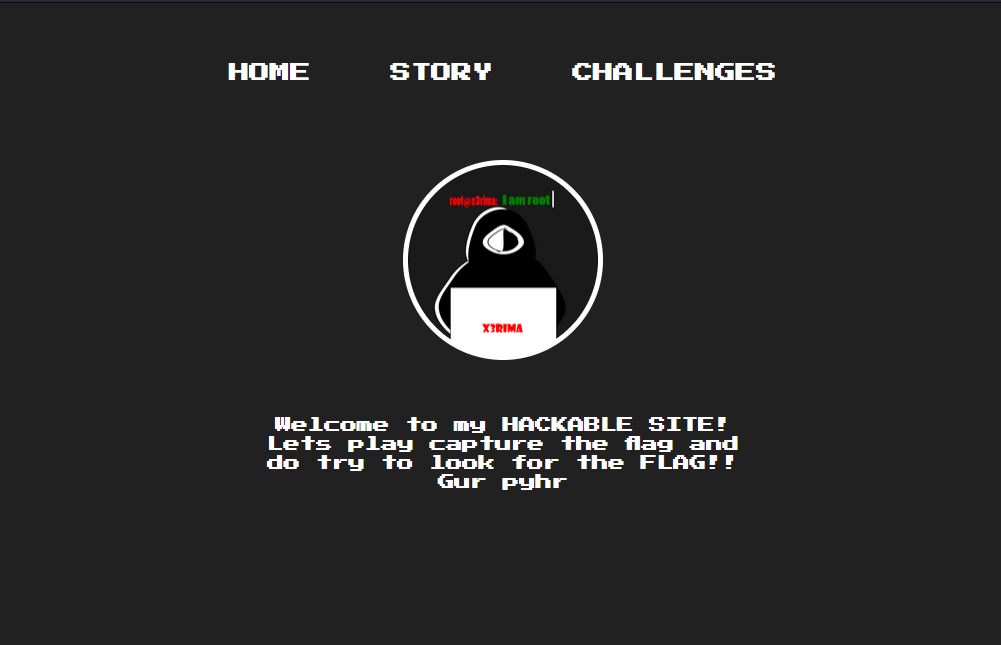 HOME STORY CHALLENGES
root@x3rima: I am root
X3RIMA
Welcome to my HACKABLE SITE!
Lets play capture the flag and
do try to look for the FLAG!!
Gur pyhr